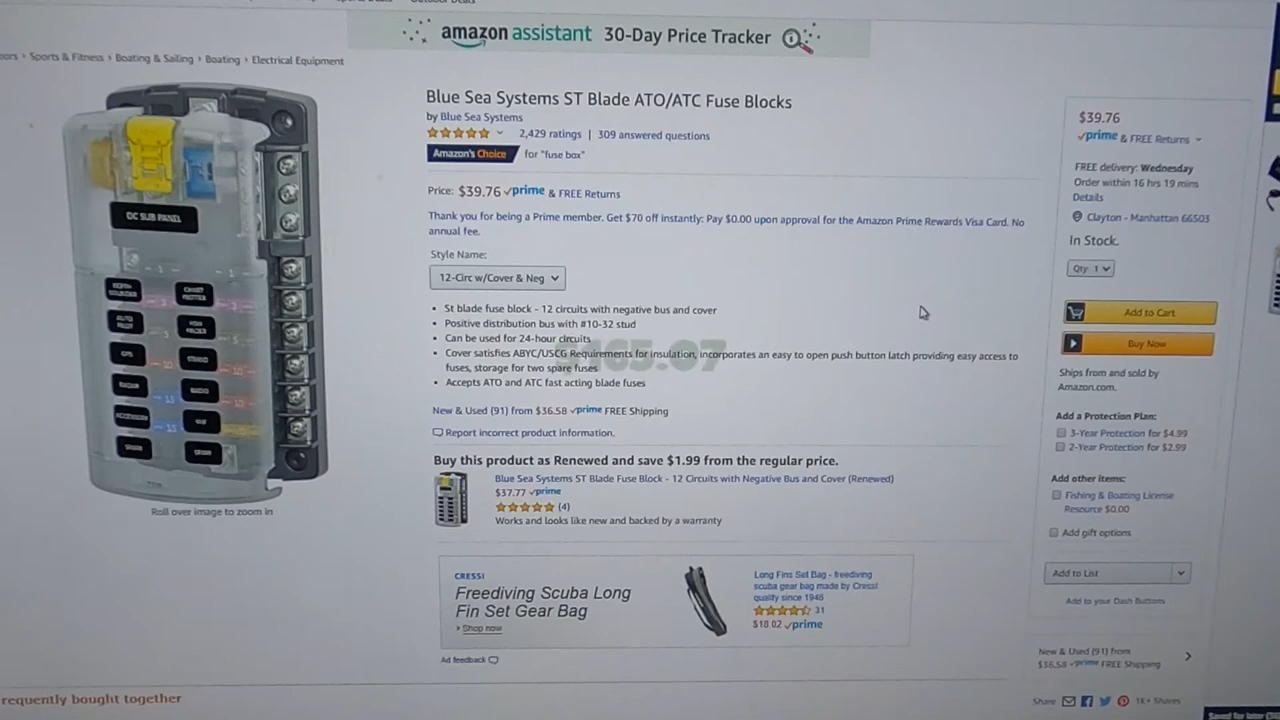 amazon assistant 30-Day Price Tracker
› Sports & Fitness › Boating & Sailing › Boating › Electrical Equipment
Blue Sea Systems ST Blade ATO/ATC Fuse Blocks
by Blue Sea Systems
2,429 ratings | 309 answered questions
Amazon's Choice for "fuse box"
Price: $39.76 prime & FREE Returns
Thank you for being a Prime member. Get $70 off instantly: Pay $0.00 upon approval for the Amazon Prime Rewards Visa Card. No
annual fee.
Style Name:
12-Circ w/Cover & Neg
• St blade fuse block - 12 circuits with negative bus and cover
• Positive distribution bus with #10-32 stud
• Can be used for 24-hour circuits
• Cover satisfies ABYC/USCG Requirements for insulation, incorporates an easy to open push button latch providing easy access to
fuses, storage for two spare fuses
• Accepts ATO and ATC fast acting blade fuses
$165.07
New & Used (91) from $36.58 prime FREE Shipping
Report incorrect product information.
Buy this product as Renewed and save $1.99 from the regular price.
Blue Sea Systems ST Blade Fuse Block - 12 Circuits with Negative Bus and Cover (Renewed)
$37.77 prime
(4)
Works and looks like new and backed by a warranty
CRESSI
Freediving Scuba Long
Fin Set Gear Bag
› Shop now
Long Fins Set Bag - freediving
scuba gear bag made by Cressi
quality since 1946
31
$18.02 prime
Ad feedback
DC SUB PANEL
AUTO
GPS
RADAR
STEREO
RADIO
ACCESSORY
Roll over image to zoom in
requently bought together
$39.76
prime & FREE Returns
FREE delivery: Wednesday
Order within 16 hrs 19 mins
Details
Clayton - Manhattan 66503
In Stock.
Qty: 1
Add to Cart
Buy Now
Ships from and sold by
Amazon.com.
Add a Protection Plan:
3-Year Protection for $4.99
2-Year Protection for $2.99
Add other items:
Fishing & Boating License
Resource $0.00
Add gift options
Add to List
Add to your Dash Buttons
New & Used (91) from
$36.58 prime FREE Shipping
Share
1K+ Shares
Saved for later